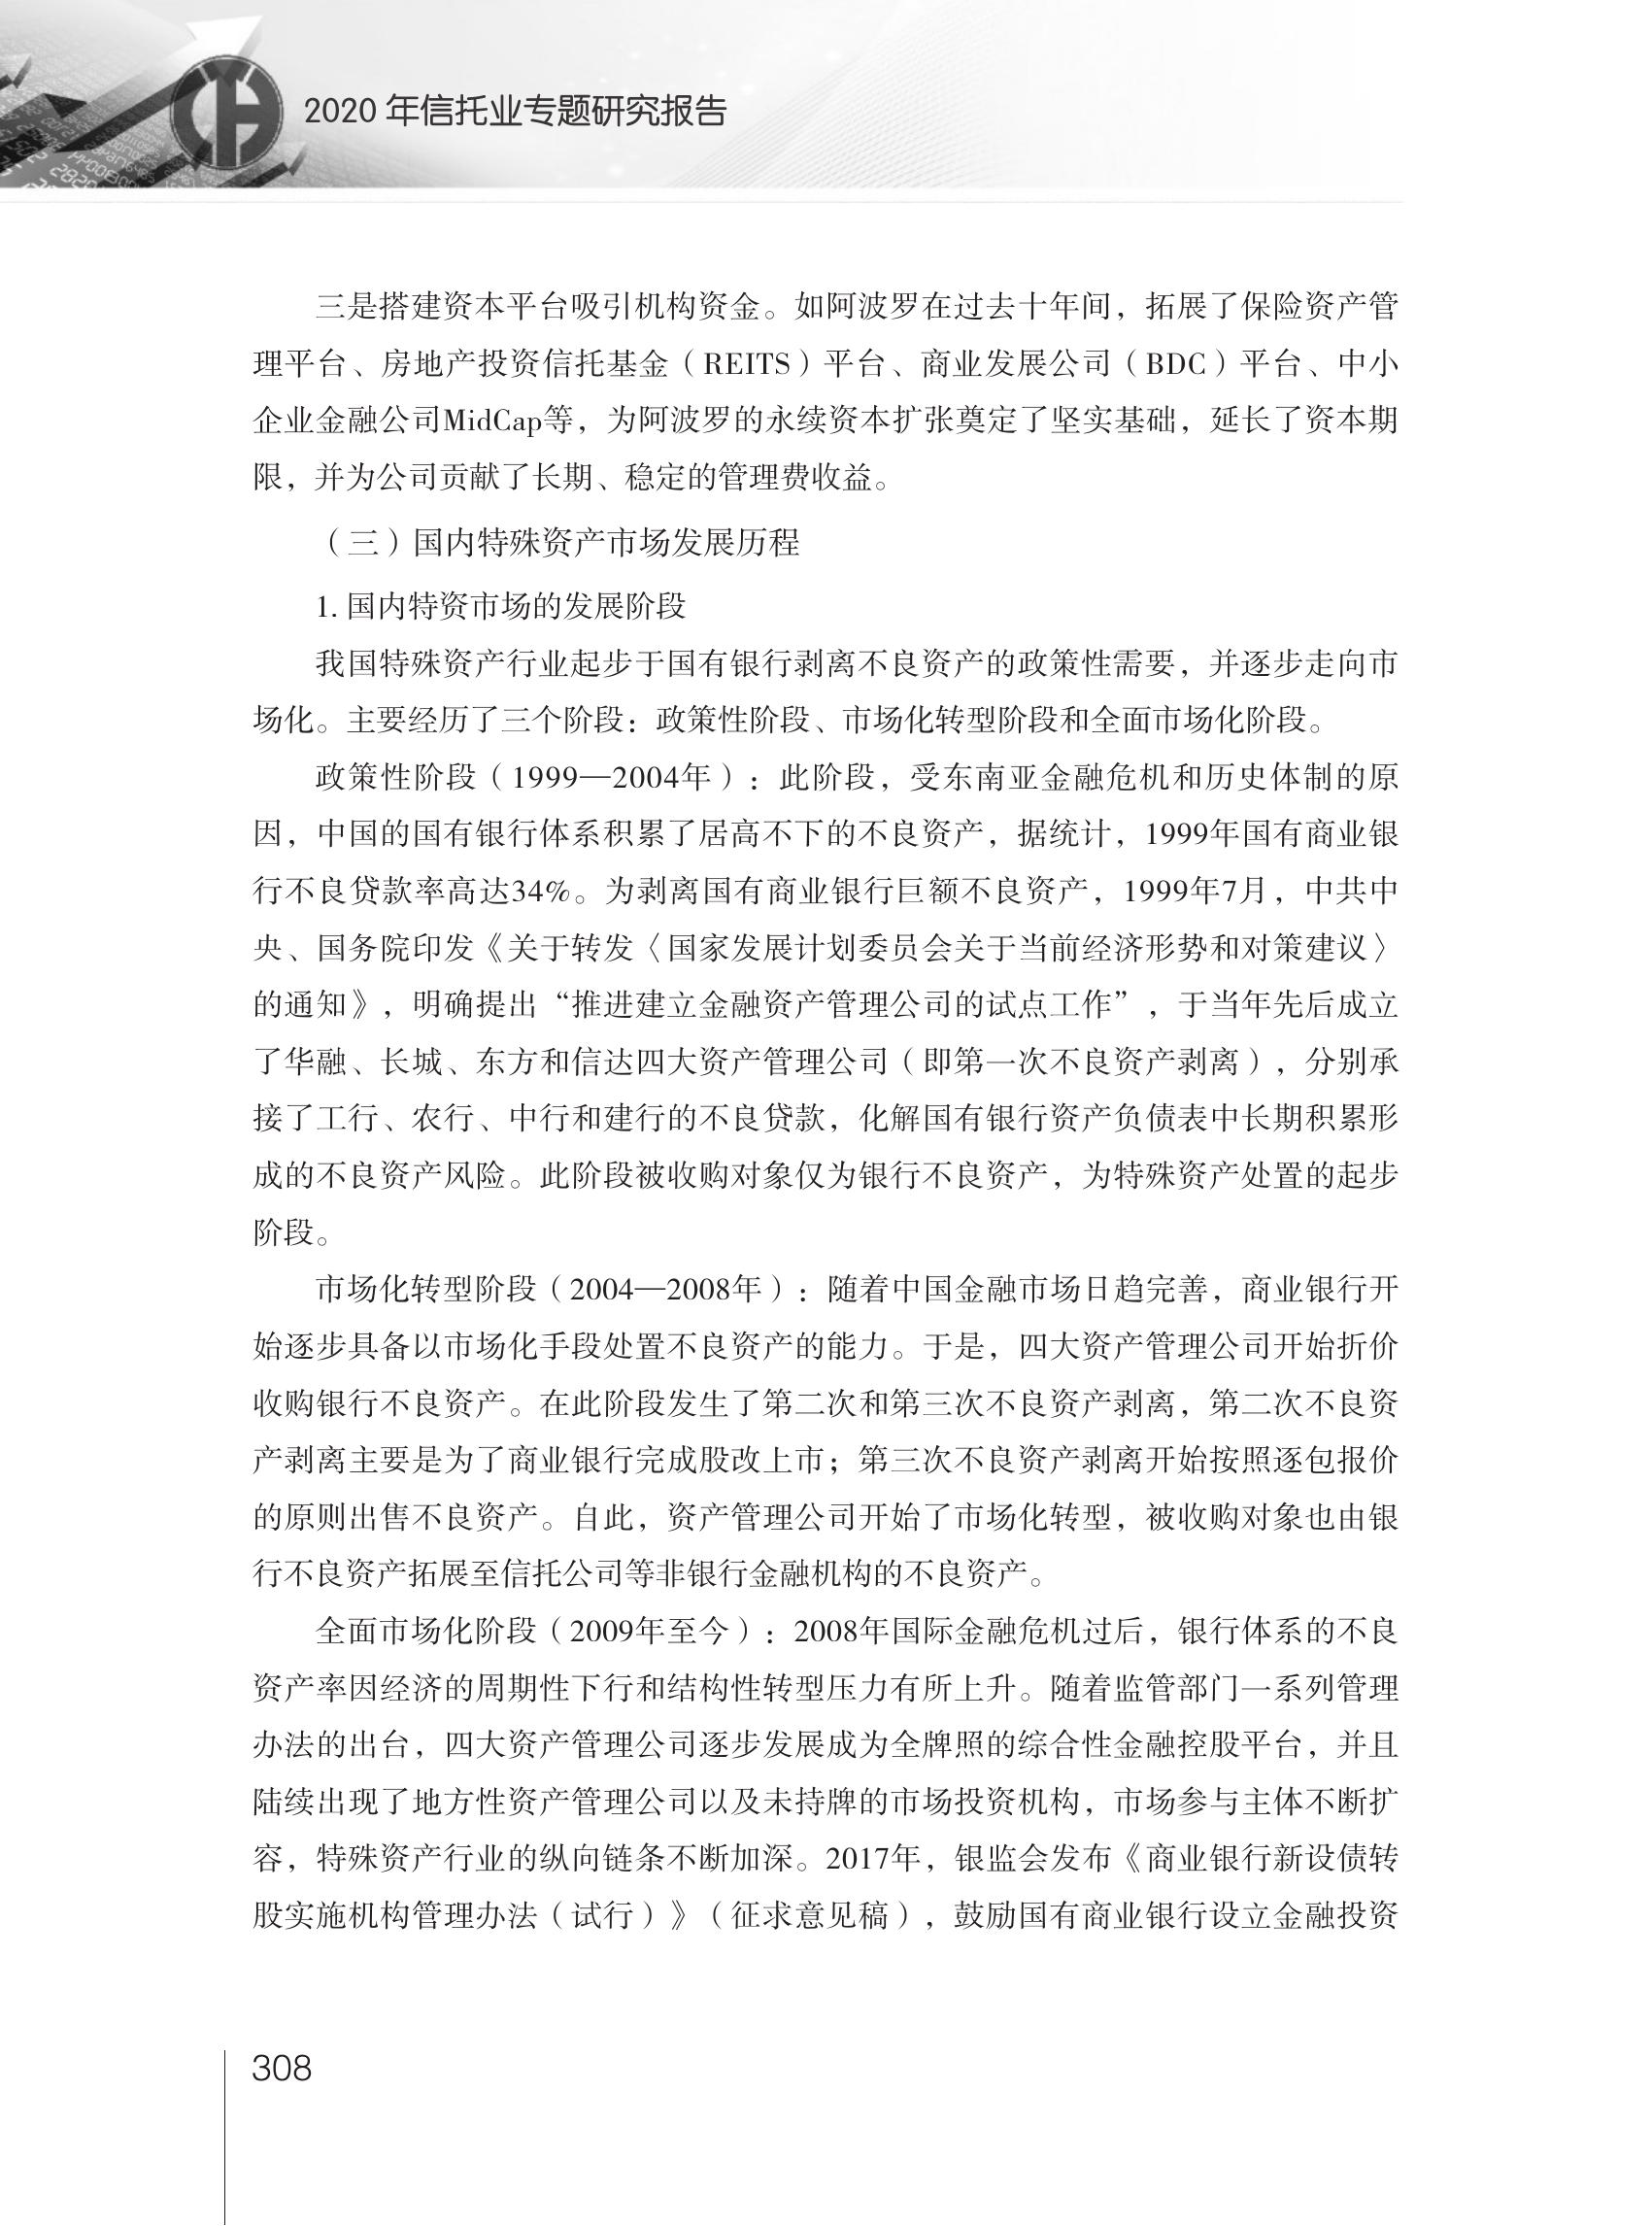 2020 年信托业专题研究报告
三是搭建资本平台吸引机构资金。如阿波罗在过去十年间，拓展了保险资产管
理平台、房地产投资信托基金（REITS）平台、商业发展公司（BDC）平台、中小
企业金融公司MidCap等，为阿波罗的永续资本扩张奠定了坚实基础，延长了资本期
限，并为公司贡献了长期、稳定的管理费收益。
（三）国内特殊资产市场发展历程
1. 国内特资市场的发展阶段
我国特殊资产行业起步于国有银行剥离不良资产的政策性需要，并逐步走向市
场化。主要经历了三个阶段：政策性阶段、市场化转型阶段和全面市场化阶段。
政策性阶段（1999—2004年）：此阶段，受东南亚金融危机和历史体制的原
因，中国的国有银行体系积累了居高不下的不良资产，据统计，1999年国有商业银
行不良贷款率高达34%。为剥离国有商业银行巨额不良资产，1999年7月，中共中
央、国务院印发《关于转发〈国家发展计划委员会关于当前经济形势和对策建议〉
的通知》，明确提出“推进建立金融资产管理公司的试点工作”，于当年先后成立
了华融、长城、东方和信达四大资产管理公司（即第一次不良资产剥离），分别承
接了工行、农行、中行和建行的不良贷款，化解国有银行资产负债表中长期积累形
成的不良资产风险。此阶段被收购对象仅为银行不良资产，为特殊资产处置的起步
阶段。
市场化转型阶段（2004—2008年）：随着中国金融市场日趋完善，商业银行开
始逐步具备以市场化手段处置不良资产的能力。于是，四大资产管理公司开始折价
收购银行不良资产。在此阶段发生了第二次和第三次不良资产剥离，第二次不良资
产剥离主要是为了商业银行完成股改上市；第三次不良资产剥离开始按照逐包报价
的原则出售不良资产。自此，资产管理公司开始了市场化转型，被收购对象也由银
行不良资产拓展至信托公司等非银行金融机构的不良资产。
全面市场化阶段（2009年至今）：2008年国际金融危机过后，银行体系的不良
资产率因经济的周期性下行和结构性转型压力有所上升。随着监管部门一系列管理
办法的出台，四大资产管理公司逐步发展成为全牌照的综合性金融控股平台，并且
陆续出现了地方性资产管理公司以及未持牌的市场投资机构，市场参与主体不断扩
容，特殊资产行业的纵向链条不断加深。2017年，银监会发布《商业银行新设债转
股实施机构管理办法（试行）》（征求意见稿），鼓励国有商业银行设立金融投资
308